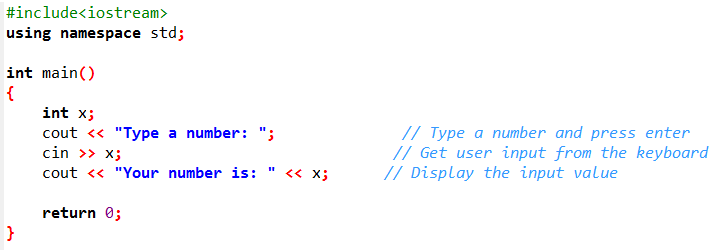 #include<iostream>
using namespace std;

int main()
{
    int x;
    cout << "Type a number: ";              // Type a number and press enter
    cin >> x;                              // Get user input from the keyboard
    cout << "Your number is: " << x;      // Display the input value

    return 0;
}